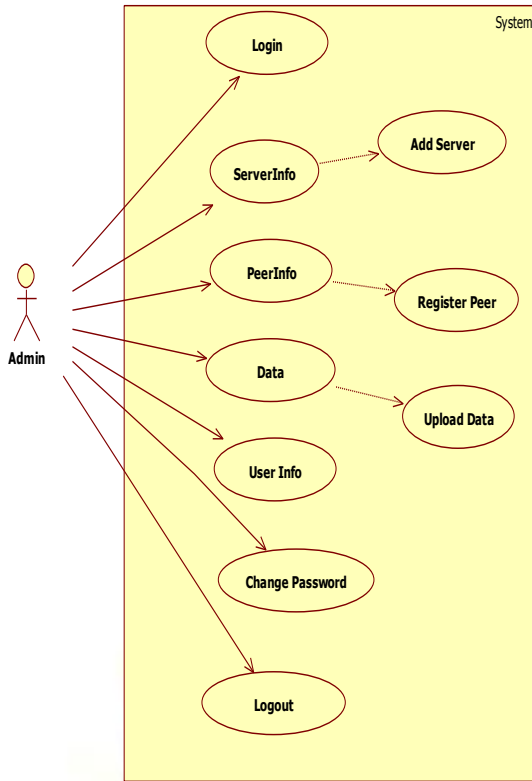 System
Login
Add Server
ServerInfo
PeerInfo
Register Peer
Admin
Data
Upload Data
User Info
Change Password
Logout